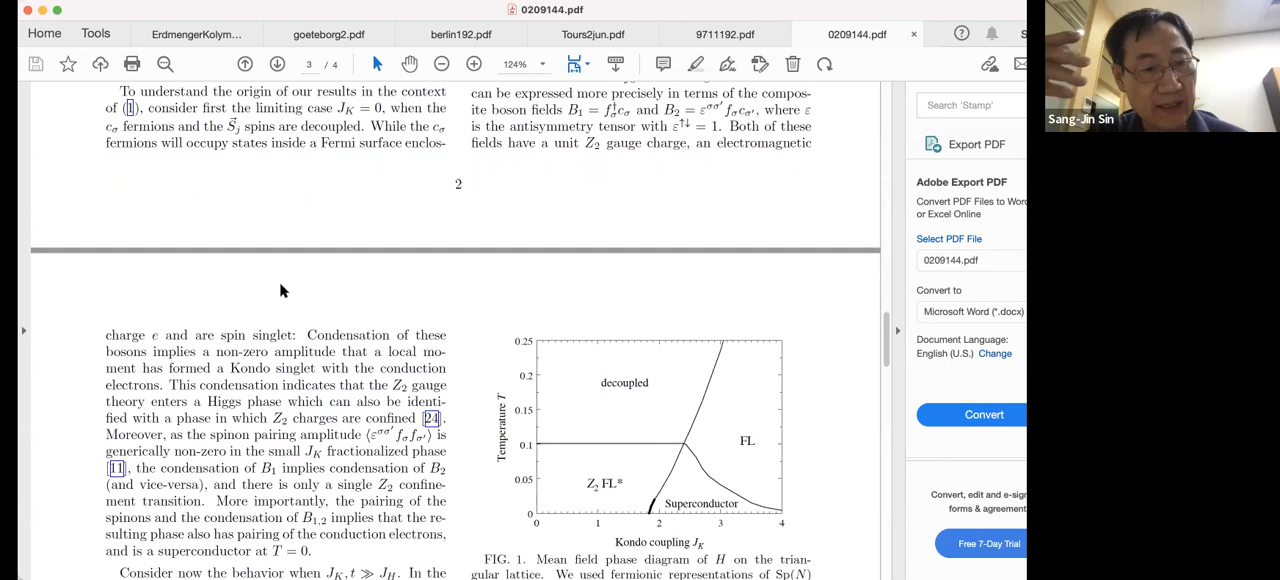 0209144.pdf
Home
Tools
ErdmengerKolym...
goeteborg2.pdf
berlin192.pdf
Tours2jun.pdf
9711192.pdf
0209144.pdf
×
3 / 4
124%
To understand the origin of our results in the context
of (1), consider first the limiting case J_K = 0, when the
c_σ fermions and the S⃗_j spins are decoupled. While the c_σ
fermions will occupy states inside a Fermi surface enclos-
can be expressed more precisely in terms of the compos-
ite boson fields B_1 = f_σ^† c_σ and B_2 = ε^{σσ′} f_σ c_{σ′}, where ε
is the antisymmetry tensor with ε^{↑↓} = 1. Both of these
fields have a unit Z_2 gauge charge, an electromagnetic
2
charge e and are spin singlet: Condensation of these
bosons implies a non-zero amplitude that a local mo-
ment has formed a Kondo singlet with the conduction
electrons. This condensation indicates that the Z_2 gauge
theory enters a Higgs phase which can also be identi-
fied with a phase in which Z_2 charges are confined [24].
Moreover, as the spinon pairing amplitude ⟨ε^{σσ′} f_σ f_{σ′}⟩ is
generically non-zero in the small J_K fractionalized phase
[11], the condensation of B_1 implies condensation of B_2
(and vice-versa), and there is only a single Z_2 confine-
ment transition. More importantly, the pairing of the
spinons and the condensation of B_{1,2} implies that the re-
sulting phase also has pairing of the conduction electrons,
and is a superconductor at T = 0.
Consider now the behavior when J_K, t ≫ J_H. In the
0.25
0.2
0.15
0.1
0.05
0
Temperature T
decoupled
FL
Z_2 FL*
Superconductor
0
1
2
3
4
Kondo coupling J_K
FIG. 1. Mean field phase diagram of H on the trian-
gular lattice. We used fermionic representations of Sp(N)
Search 'Stamp'
Export PDF
Adobe Export PDF
Convert PDF Files to Word
or Excel Online
Select PDF File
0209144.pdf
Convert to
Microsoft Word (*.docx)
Document Language:
English (U.S.) Change
Convert
Convert, edit and e-sign
forms & agreement
Free 7-Day Trial
Sang-Jin Sin